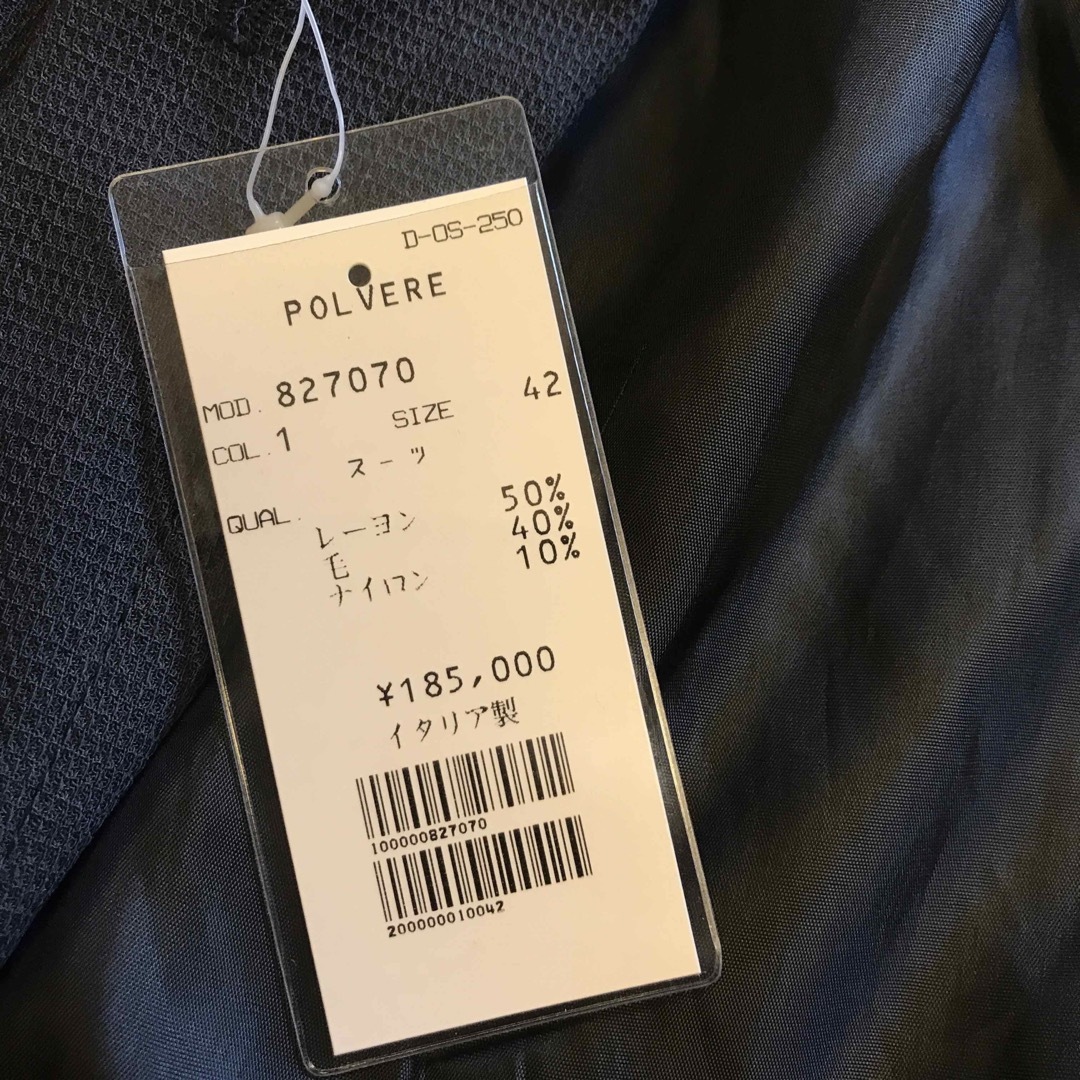 D-OS-250
POLVERE
MOD. 827070
COL. 1 SIZE 42
スーツ
QUAL. レーヨン 50%
毛 40%
ナイロン 10%
¥185,000
イタリア製
100000827070
200000010042